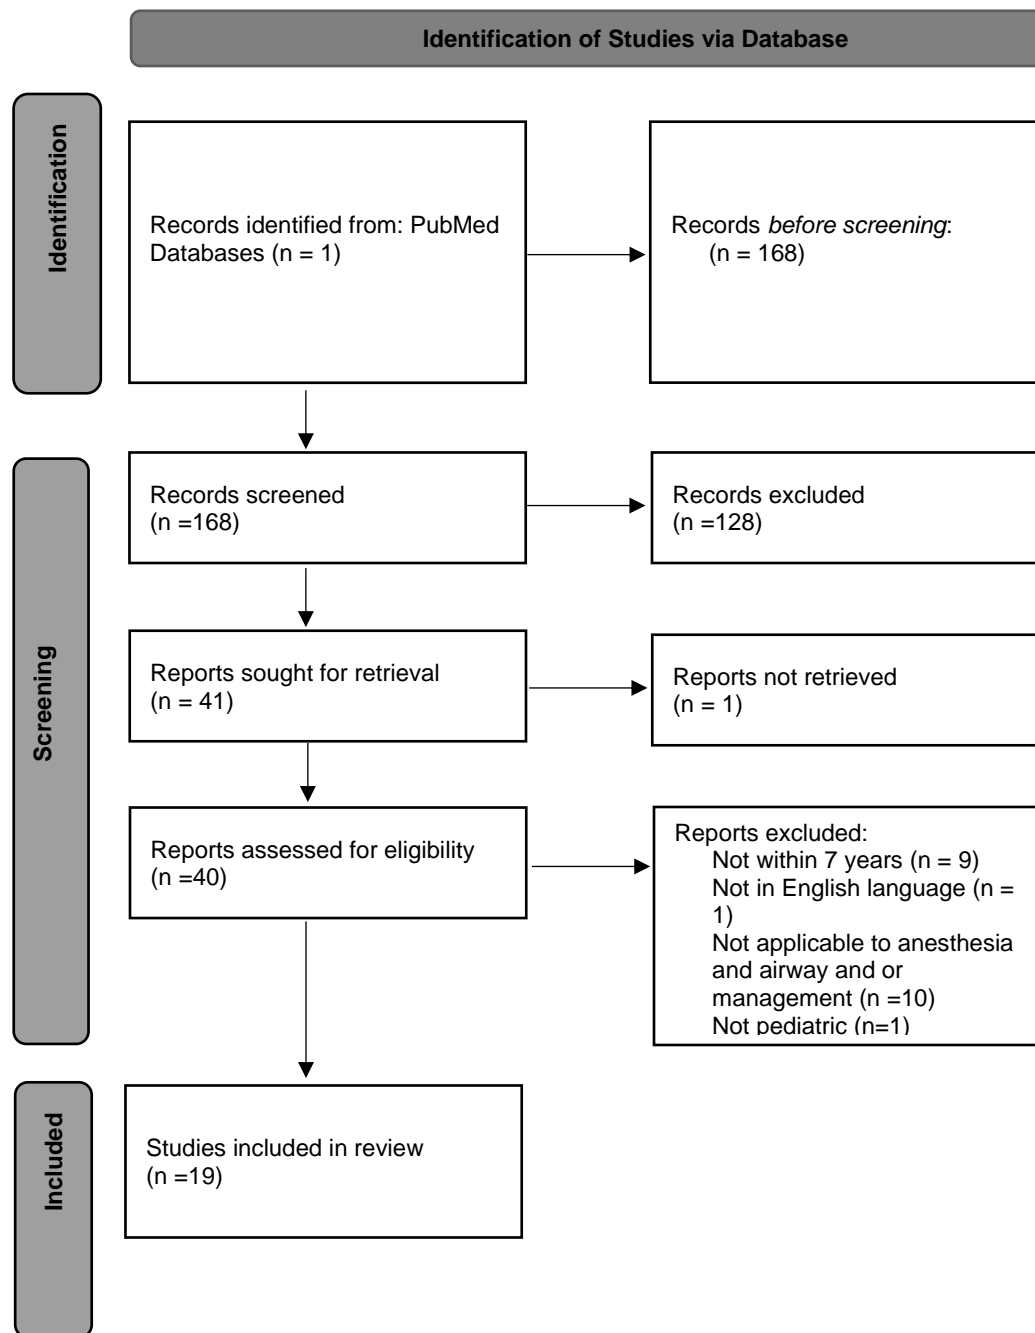 Identification of Studies via Database
Identification
Records identified from: PubMed
Databases (n = 1)
Records before screening:
(n = 168)
Screening
Records screened
(n =168)
Records excluded
(n =128)
Reports sought for retrieval
(n = 41)
Reports not retrieved
(n = 1)
Reports assessed for eligibility
(n =40)
Reports excluded:
Not within 7 years (n = 9)
Not in English language (n =
1)
Not applicable to anesthesia
and airway and or
management (n =10)
Not pediatric (n=1)
Included
Studies included in review
(n =19)